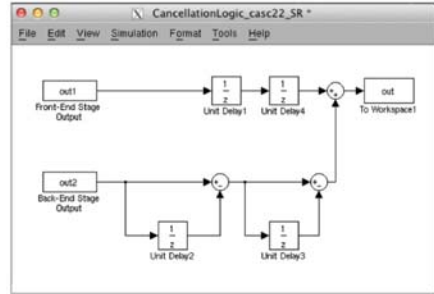 CancellationLogic_casc22_SR *
File Edit View Simulation Format Tools Help
out1
Front-End Stage
Output
1
z
Unit Delay1
1
z
Unit Delay4
out
To Workspace1
out2
Back-End Stage
Output
1
z
Unit Delay2
1
z
Unit Delay3